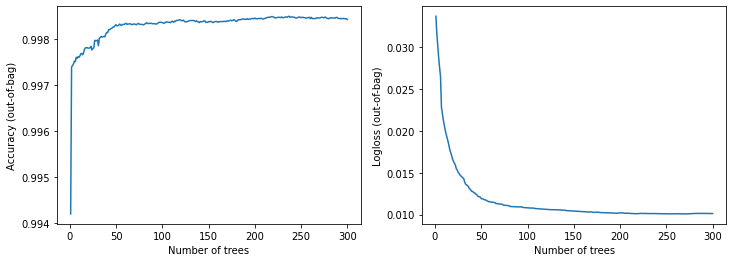 0.998
0.997
0.996
0.995
0.994
Accuracy (out-of-bag)
0 50 100 150 200 250 300
Number of trees
0.030
0.025
0.020
0.015
0.010
Logloss (out-of-bag)
0 50 100 150 200 250 300
Number of trees